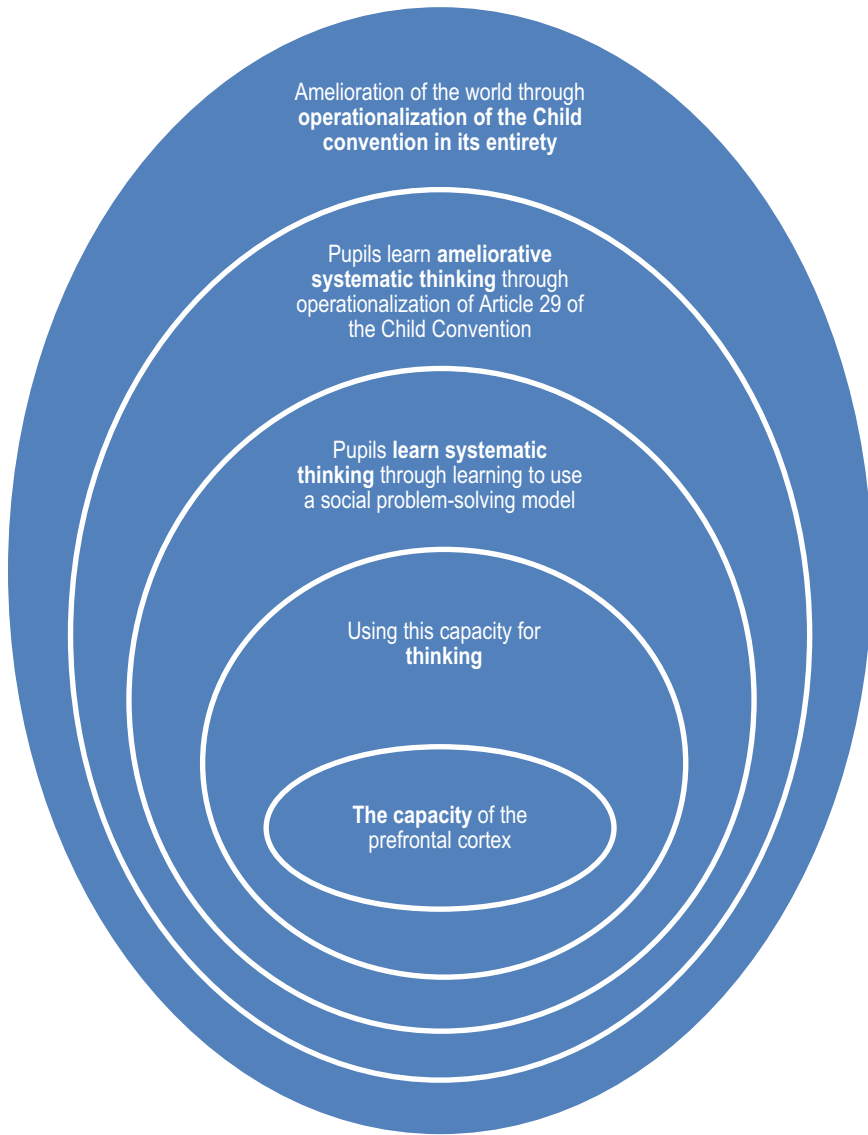 Amelioration of the world through
operationalization of the Child
convention in its entirety
Pupils learn ameliorative
systematic thinking through
operationalization of Article 29 of
the Child Convention
Pupils learn systematic
thinking through learning to use
a social problem-solving model
Using this capacity for
thinking
The capacity of the
prefrontal cortex